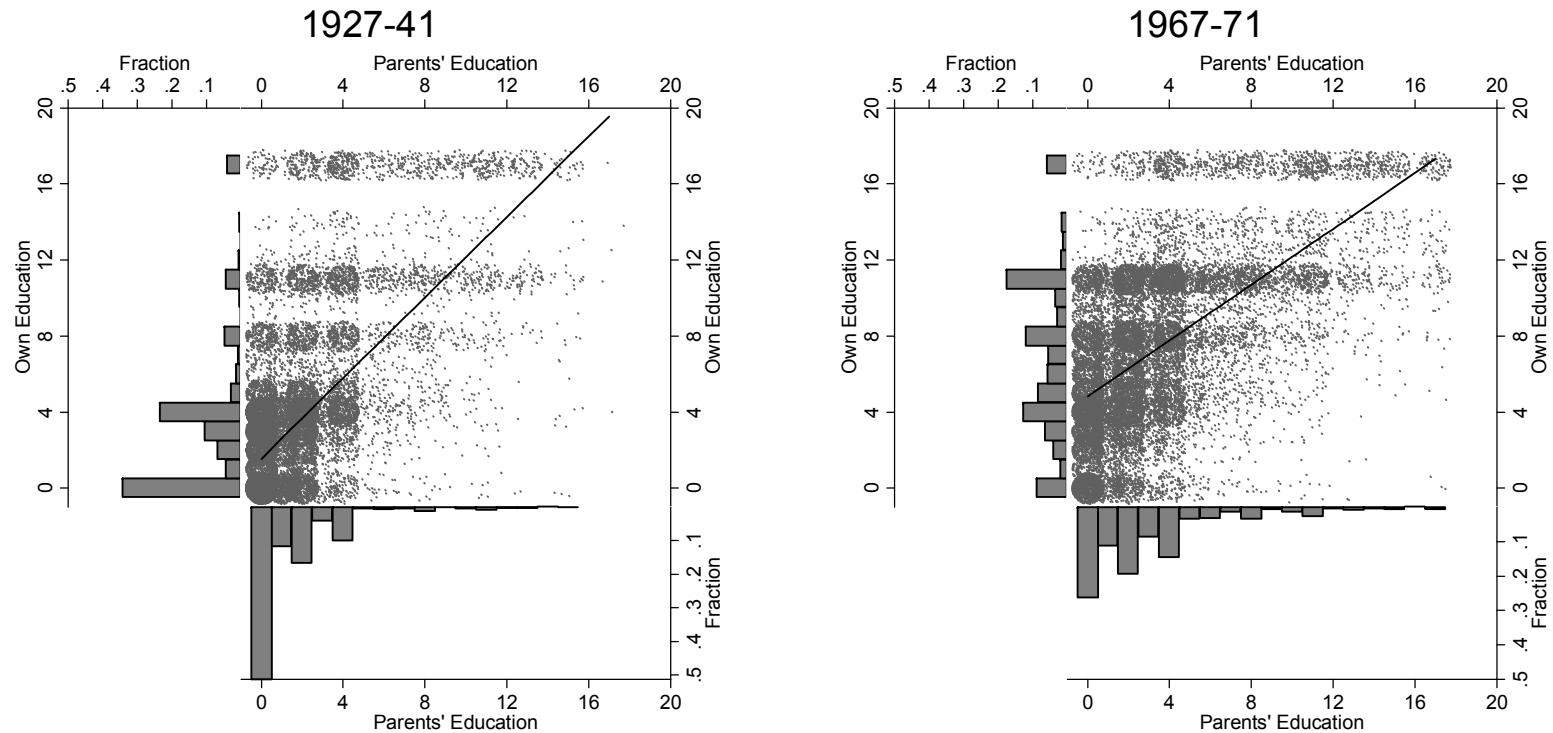 1927-41
Fraction
Parents' Education
.5 .4 .3 .2 .1
0 4 8 12 16 20
Own Education
20
16
12
8
4
0
20
16
12
8
4
0
Own Education
.1
.2
.3
.4
.5
Fraction
0 4 8 12 16 20
Parents' Education
1967-71
Fraction
Parents' Education
.5 .4 .3 .2 .1
0 4 8 12 16 20
Own Education
20
16
12
8
4
0
20
16
12
8
4
0
Own Education
.1
.2
.3
.4
.5
Fraction
0 4 8 12 16 20
Parents' Education